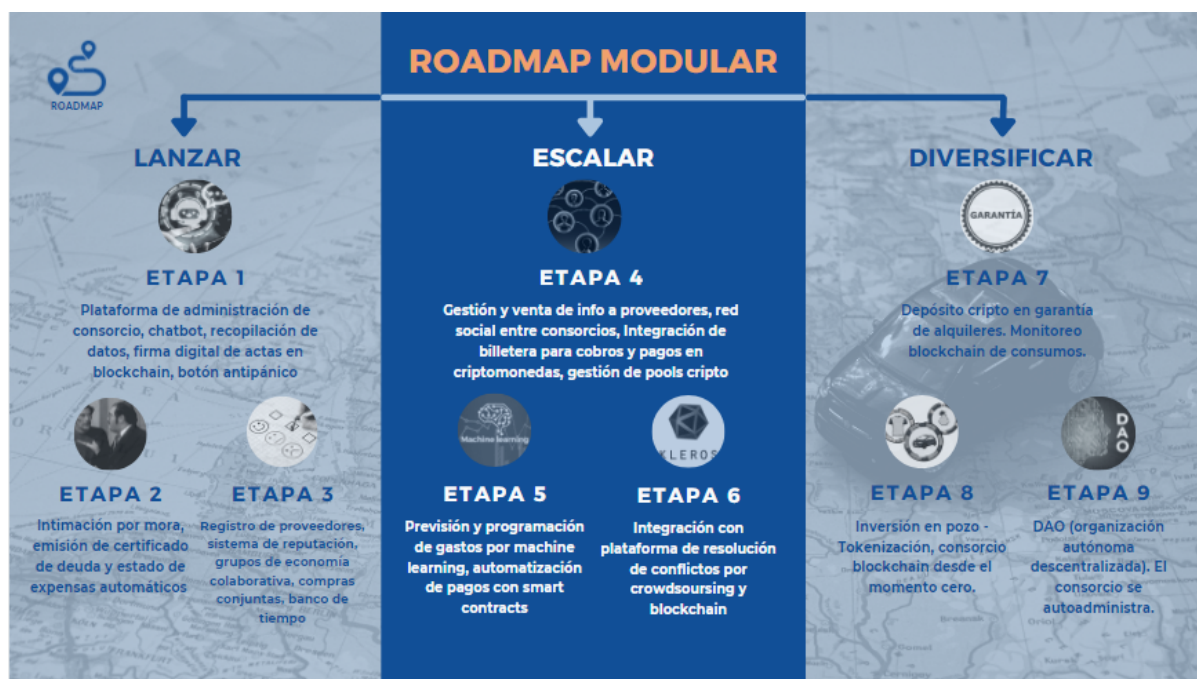 ROADMAP MODULAR
ROADMAP
LANZAR
ETAPA 1
Plataforma de administración de
consorcio, chatbot, recopilación de
datos, firma digital de actas en
blockchain, botón antipánico
ETAPA 2
Intimación por mora,
emisión de certificado
de deuda y estado de
expensas automáticos
ETAPA 3
Registro de proveedores,
sistema de reputación,
grupos de economía
colaborativa, compras
conjuntas, banco de
tiempo
ESCALAR
ETAPA 4
Gestión y venta de info a proveedores, red
social entre consorcios, Integración de
billetera para cobros y pagos en
criptomonedas, gestión de pools cripto
Machine learning
ETAPA 5
Previsión y programación
de gastos por machine
learning, automatización
de pagos con smart
contracts
KLEROS
ETAPA 6
Integración con
plataforma de resolución
de conflictos por
crowdsoursing y
blockchain
DIVERSIFICAR
GARANTÍA
ETAPA 7
Depósito cripto en garantía
de alquileres. Monitoreo
blockchain de consumos.
ETAPA 8
Inversión en pozo -
Tokenización, consorcio
blockchain desde el
momento cero.
DAO
ETAPA 9
DAO (organización
autónoma
descentralizada). El
consorcio se
autoadministra.